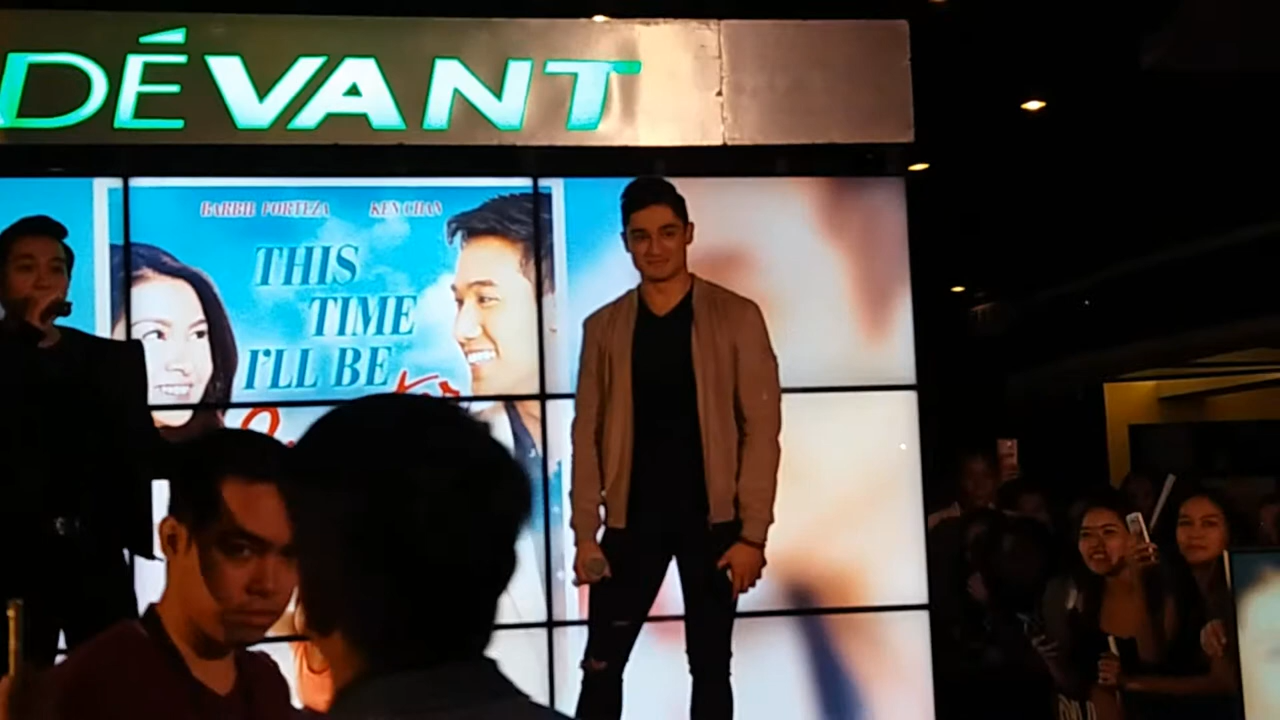 DÉVANT
BARBIE FORTEZA KEN CHAN
THIS
TIME
I'LL BE